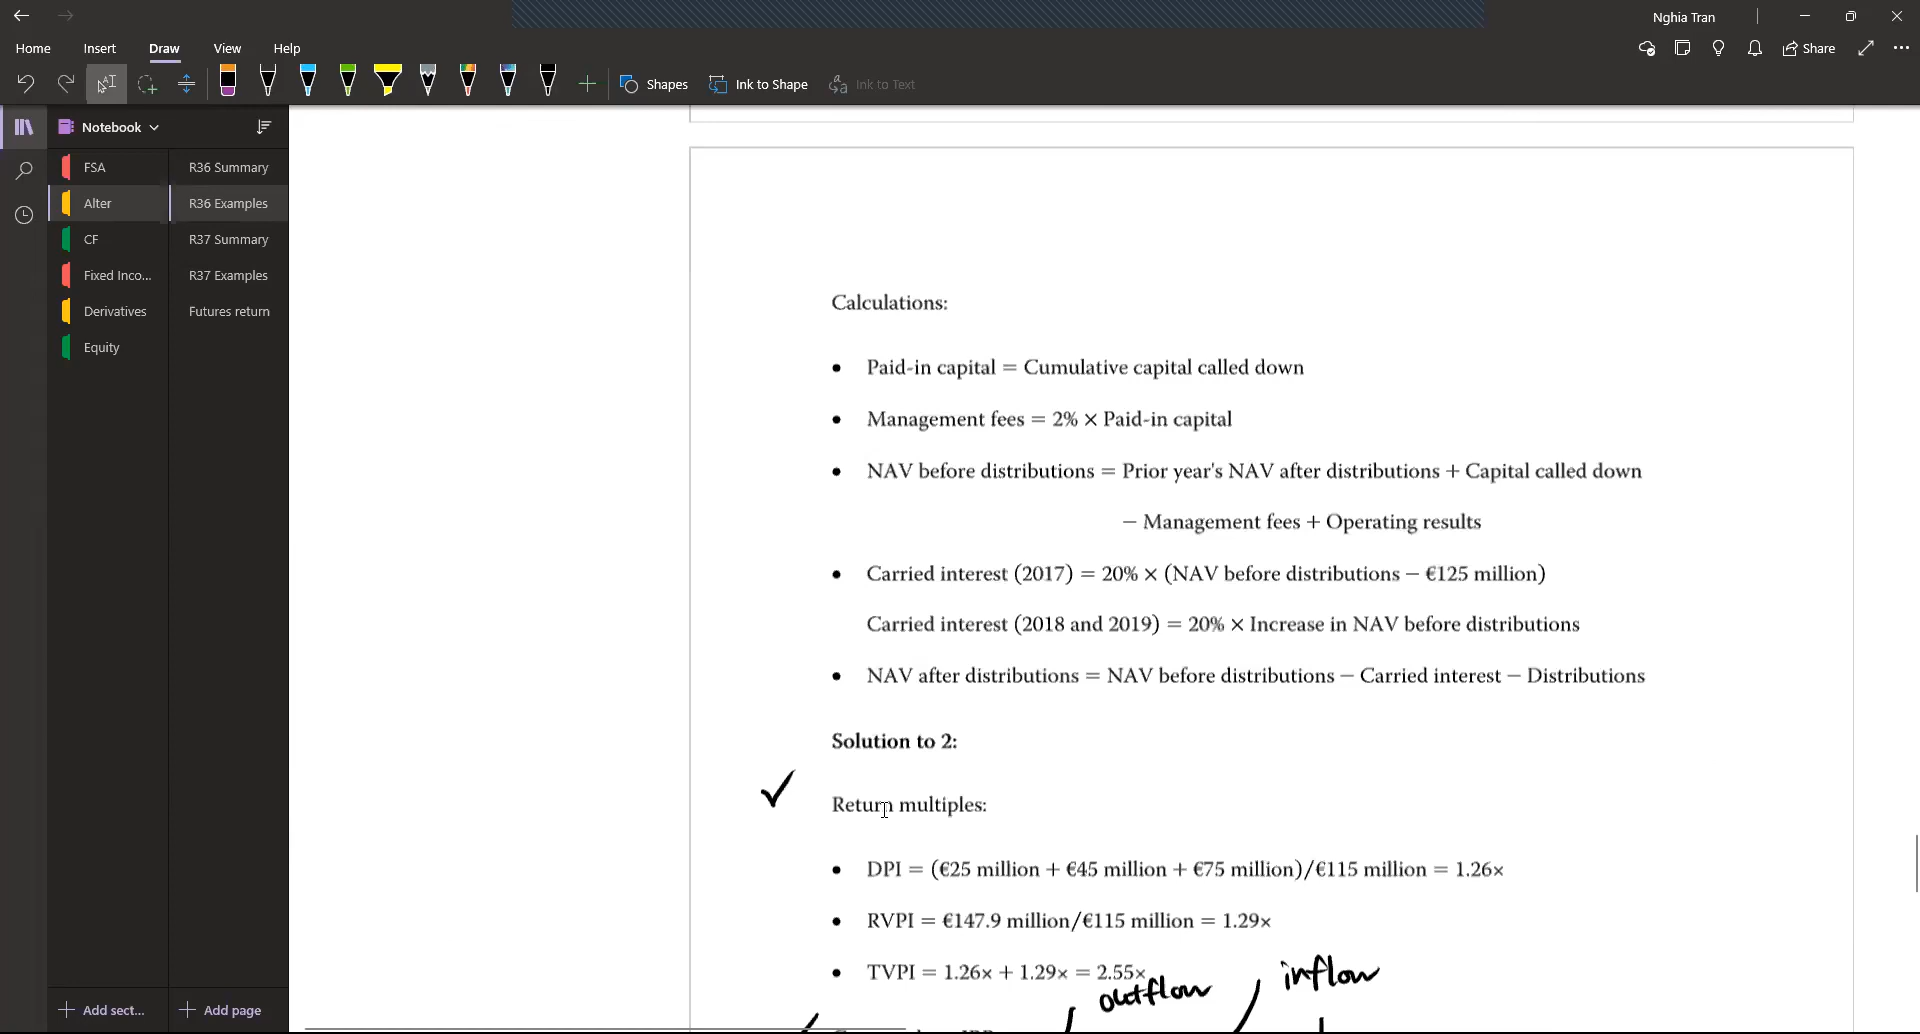 Nghia Tran
Home Insert Draw View Help
Share
Shapes Ink to Shape Ink to Text
Notebook
FSA
Alter
CF
Fixed Inco...
Derivatives
Equity
R36 Summary
R36 Examples
R37 Summary
R37 Examples
Futures return
Calculations:
• Paid-in capital = Cumulative capital called down
• Management fees = 2% × Paid-in capital
• NAV before distributions = Prior year's NAV after distributions + Capital called down
− Management fees + Operating results
• Carried interest (2017) = 20% × (NAV before distributions − €125 million)
Carried interest (2018 and 2019) = 20% × Increase in NAV before distributions
• NAV after distributions = NAV before distributions − Carried interest − Distributions
Solution to 2:
Return multiples:
• DPI = (€25 million + €45 million + €75 million)/€115 million = 1.26×
• RVPI = €147.9 million/€115 million = 1.29×
• TVPI = 1.26× + 1.29× = 2.55×
outflow
inflow
Add sect...
Add page